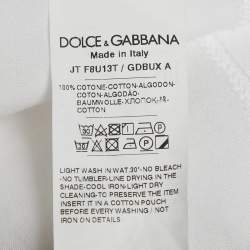 DOLCE & GABBANA
Made in Italy
JT F8U13T / GDBUX A
100% COTONE-COTTON-ALGODON-
COTTON-ALGODÃO-
BAUMWOLLE-ХЛОПОК-棉-
COTTON
LIGHT WASH IN WAT.30°-NO BLEACH
-NO TUMBLER-LINE DRYING IN THE
SHADE-COOL IRON-LIGHT DRY
CLEANING-TO PRESERVE THE ITEM
INSERT IT IN A COTTON POUCH
BEFORE EVERY WASHING / NOT
IRON ON DETAILS